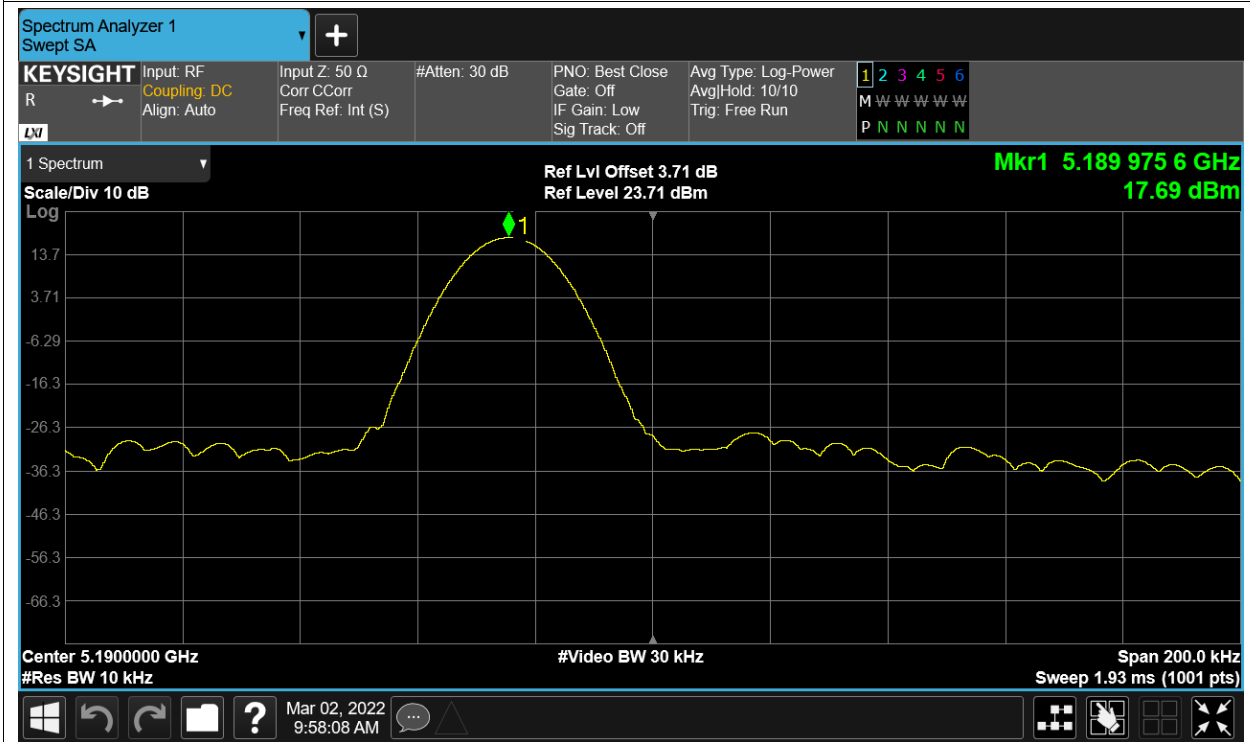 Spectrum Analyzer 1
Swept SA
+
KEYSIGHT
R
LXI
Input: RF
Coupling: DC
Align: Auto
Input Z: 50 Ω
Corr CCorr
Freq Ref: Int (S)
#Atten: 30 dB
PNO: Best Close
Gate: Off
IF Gain: Low
Sig Track: Off
Avg Type: Log-Power
Avg|Hold: 10/10
Trig: Free Run
1 2 3 4 5 6
M W W W W W
P N N N N N
1 Spectrum
Scale/Div 10 dB
Log
Ref Lvl Offset 3.71 dB
Ref Level 23.71 dBm
Mkr1 5.189 975 6 GHz
17.69 dBm
1
13.7
3.71
-6.29
-16.3
-26.3
-36.3
-46.3
-56.3
-66.3
Center 5.1900000 GHz
#Res BW 10 kHz
#Video BW 30 kHz
Span 200.0 kHz
Sweep 1.93 ms (1001 pts)
?
Mar 02, 2022
9:58:08 AM